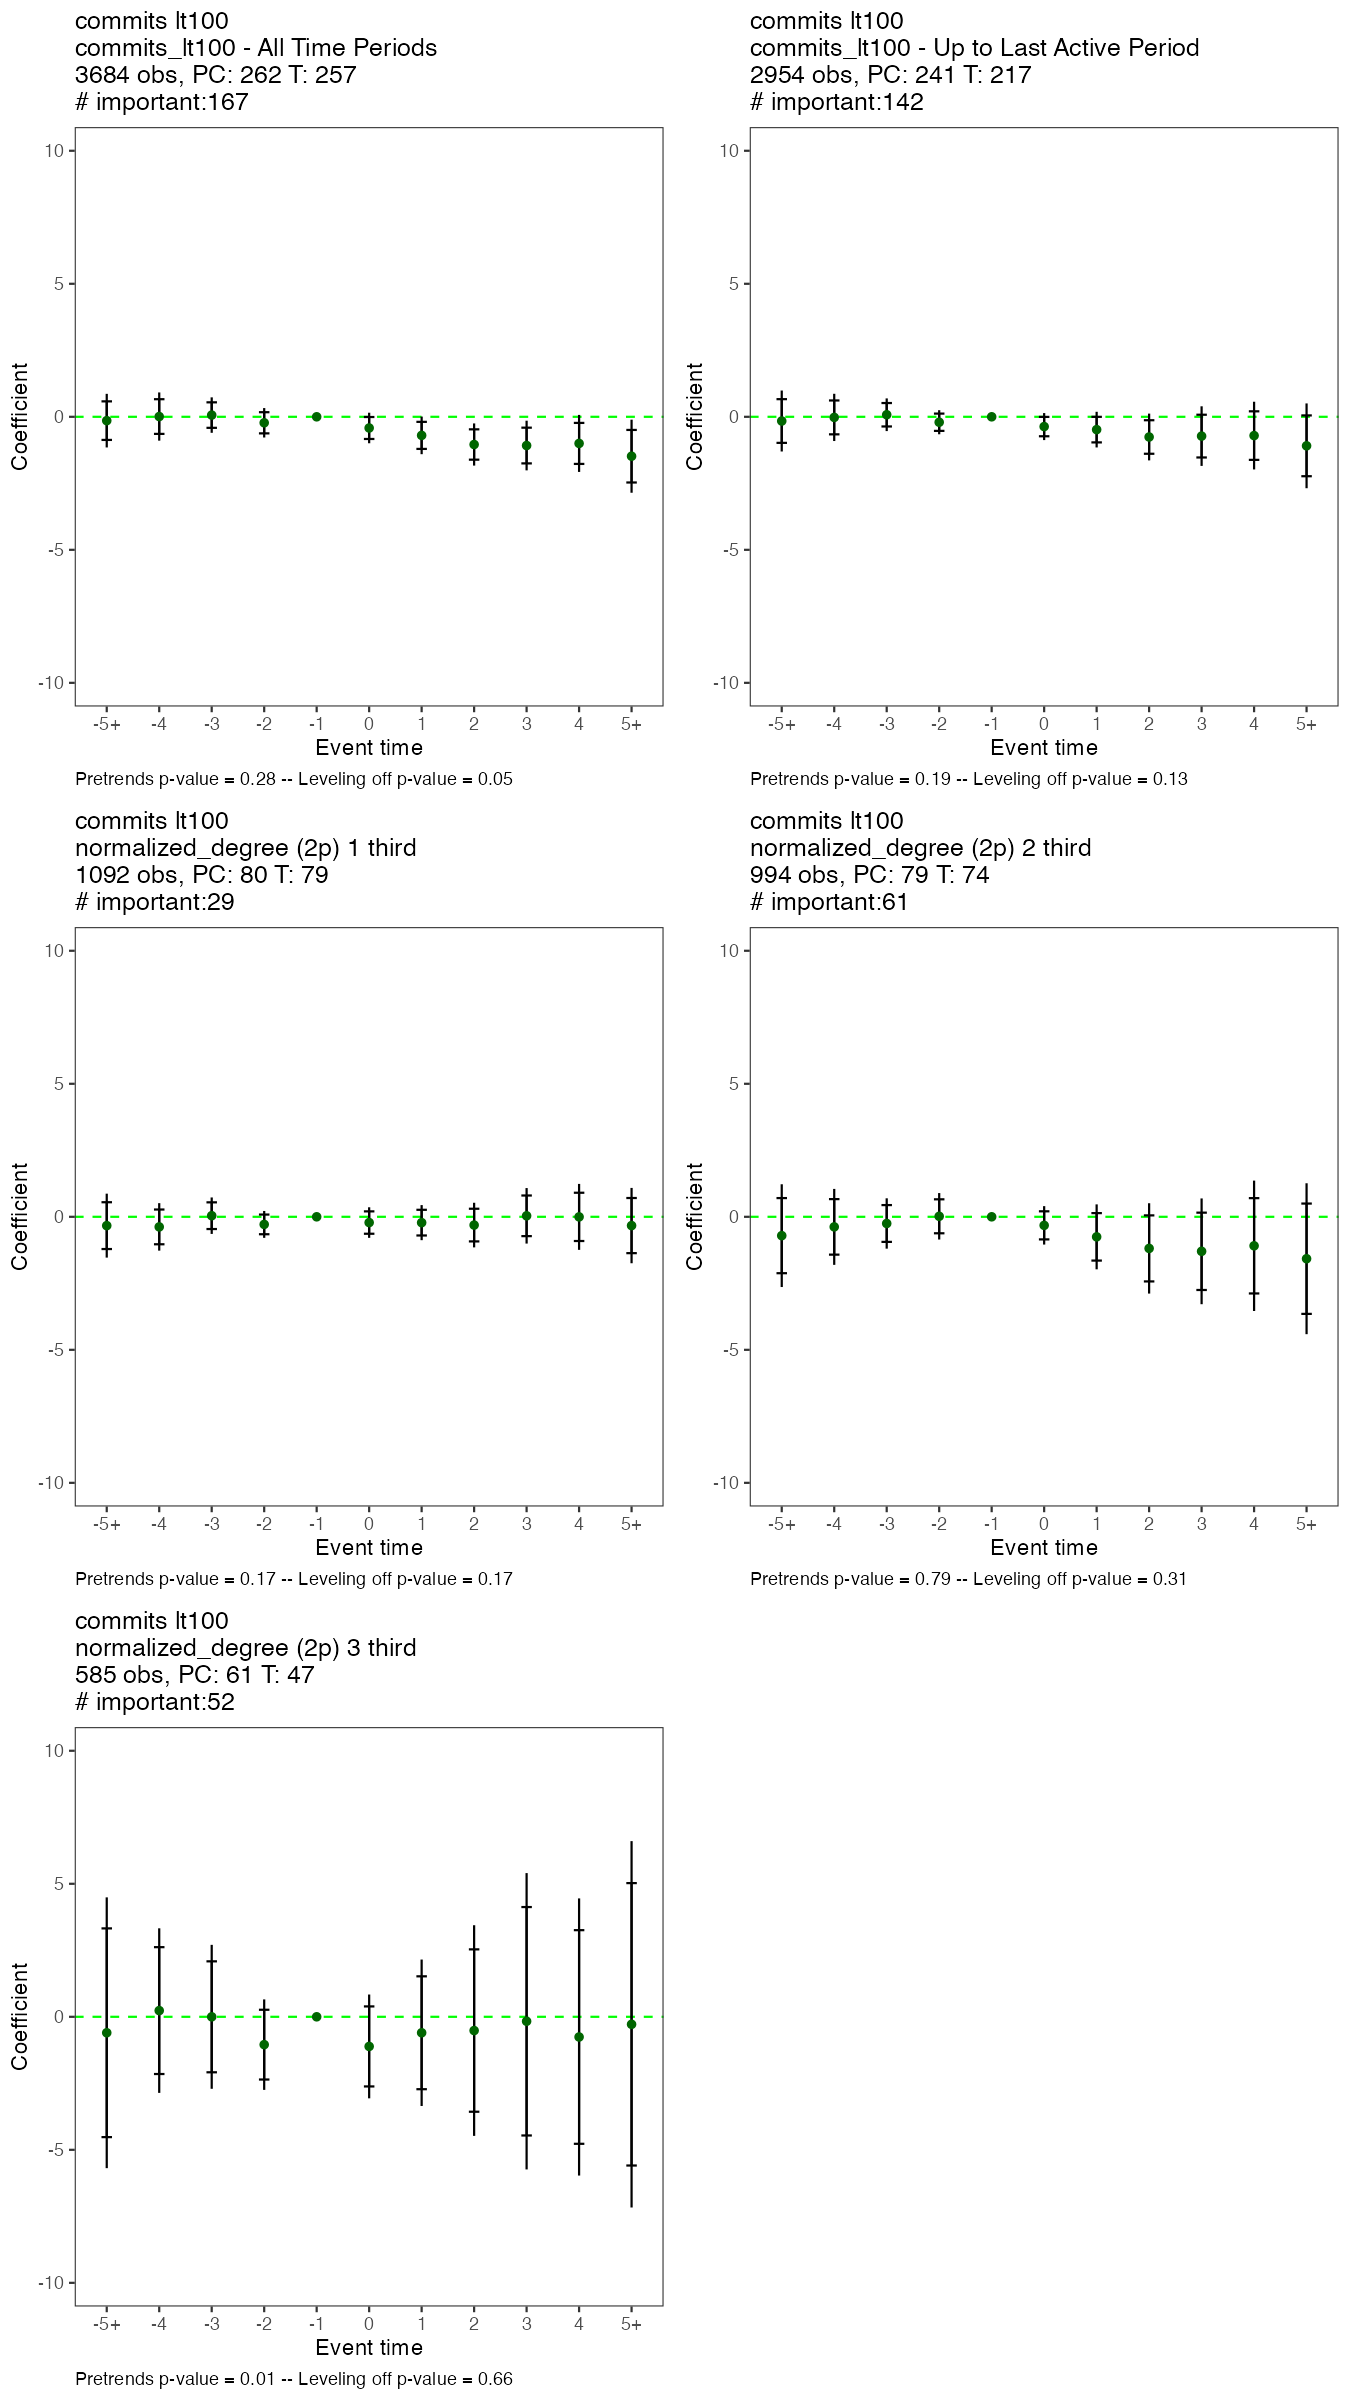 commits lt100
commits_lt100 - All Time Periods
3684 obs, PC: 262 T: 257
# important:167
10
5
0
-5
-10
Coefficient
-5+ -4 -3 -2 -1 0 1 2 3 4 5+
Event time
Pretrends p-value = 0.28 -- Leveling off p-value = 0.05
commits lt100
commits_lt100 - Up to Last Active Period
2954 obs, PC: 241 T: 217
# important:142
10
5
0
-5
-10
Coefficient
-5+ -4 -3 -2 -1 0 1 2 3 4 5+
Event time
Pretrends p-value = 0.19 -- Leveling off p-value = 0.13
commits lt100
normalized_degree (2p) 1 third
1092 obs, PC: 80 T: 79
# important:29
10
5
0
-5
-10
Coefficient
-5+ -4 -3 -2 -1 0 1 2 3 4 5+
Event time
Pretrends p-value = 0.17 -- Leveling off p-value = 0.17
commits lt100
normalized_degree (2p) 2 third
994 obs, PC: 79 T: 74
# important:61
10
5
0
-5
-10
Coefficient
-5+ -4 -3 -2 -1 0 1 2 3 4 5+
Event time
Pretrends p-value = 0.79 -- Leveling off p-value = 0.31
commits lt100
normalized_degree (2p) 3 third
585 obs, PC: 61 T: 47
# important:52
10
5
0
-5
-10
Coefficient
-5+ -4 -3 -2 -1 0 1 2 3 4 5+
Event time
Pretrends p-value = 0.01 -- Leveling off p-value = 0.66